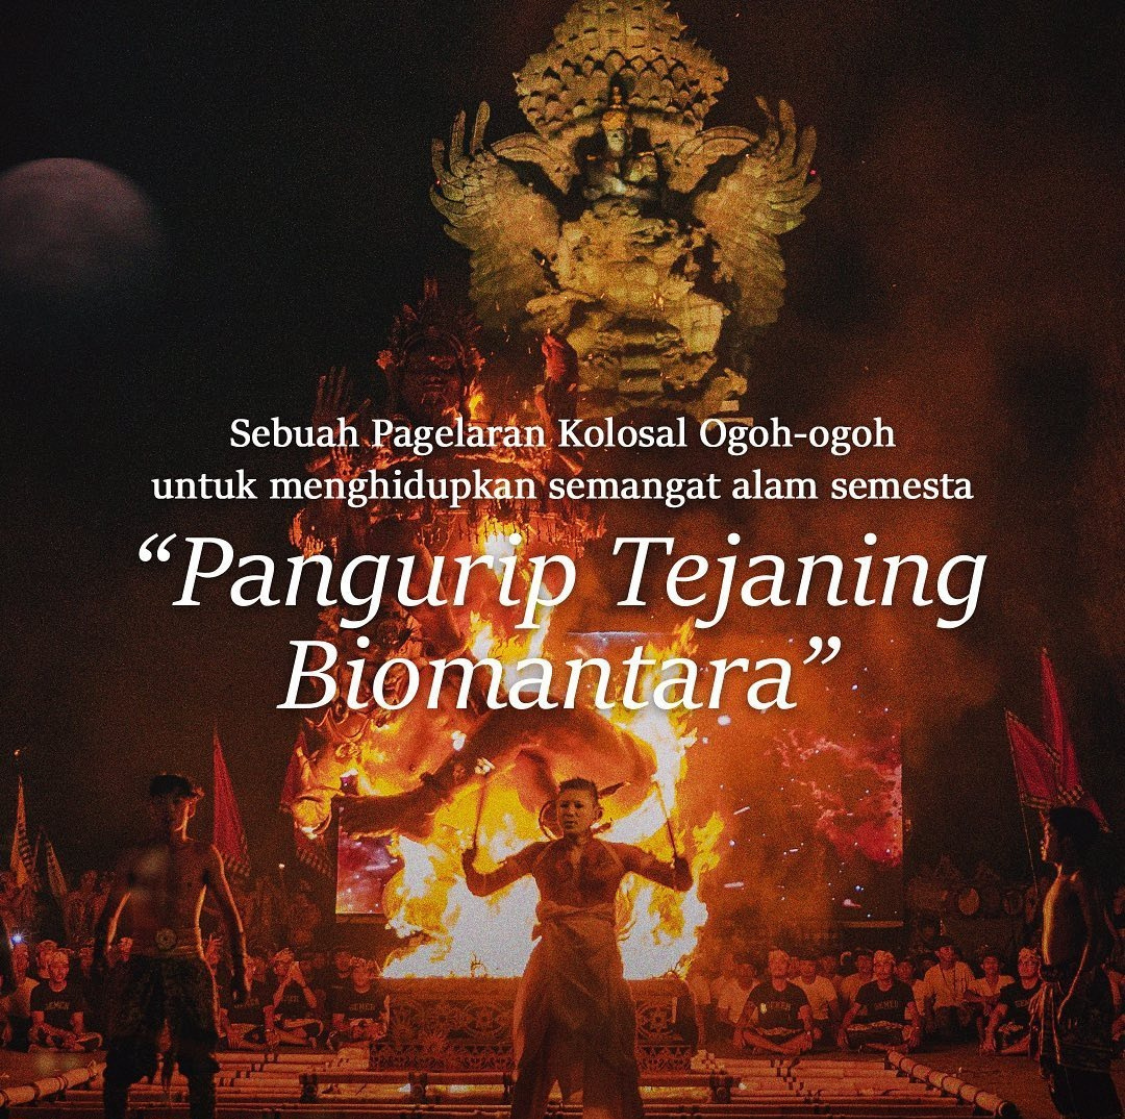 Sebuah Pagelaran Kolosal Ogoh-ogoh
untuk menghidupkan semangat alam semesta
“Pangurip Tejaning
Biomantara”